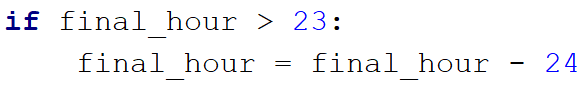 if final_hour > 23:
    final_hour = final_hour - 24